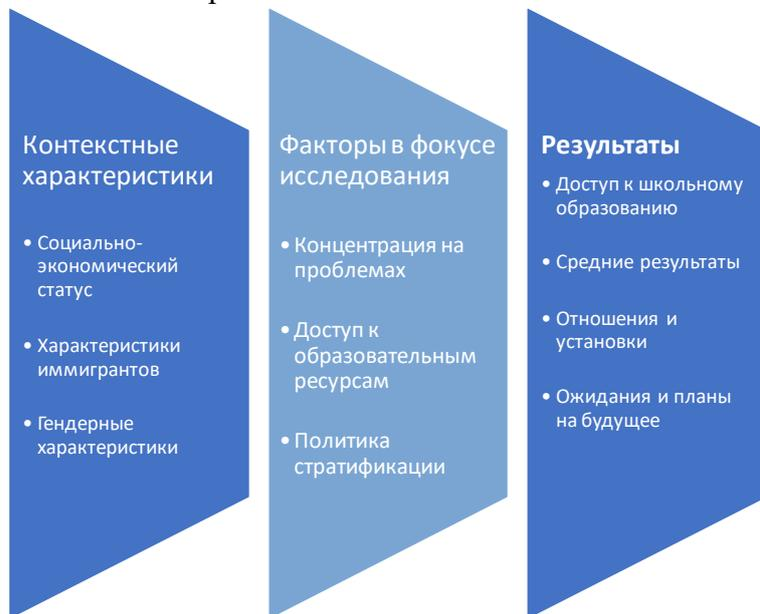 Контекстные
характеристики
• Социально-
экономический
статус
• Характеристики
иммигрантов
• Гендерные
характеристики
Факторы в фокусе
исследования
• Концентрация на
проблемах
• Доступ к
образовательным
ресурсам
• Политика
стратификации
Результаты
• Доступ к школьному
образованию
• Средние результаты
• Отношения и
установки
• Ожидания и планы
на будущее